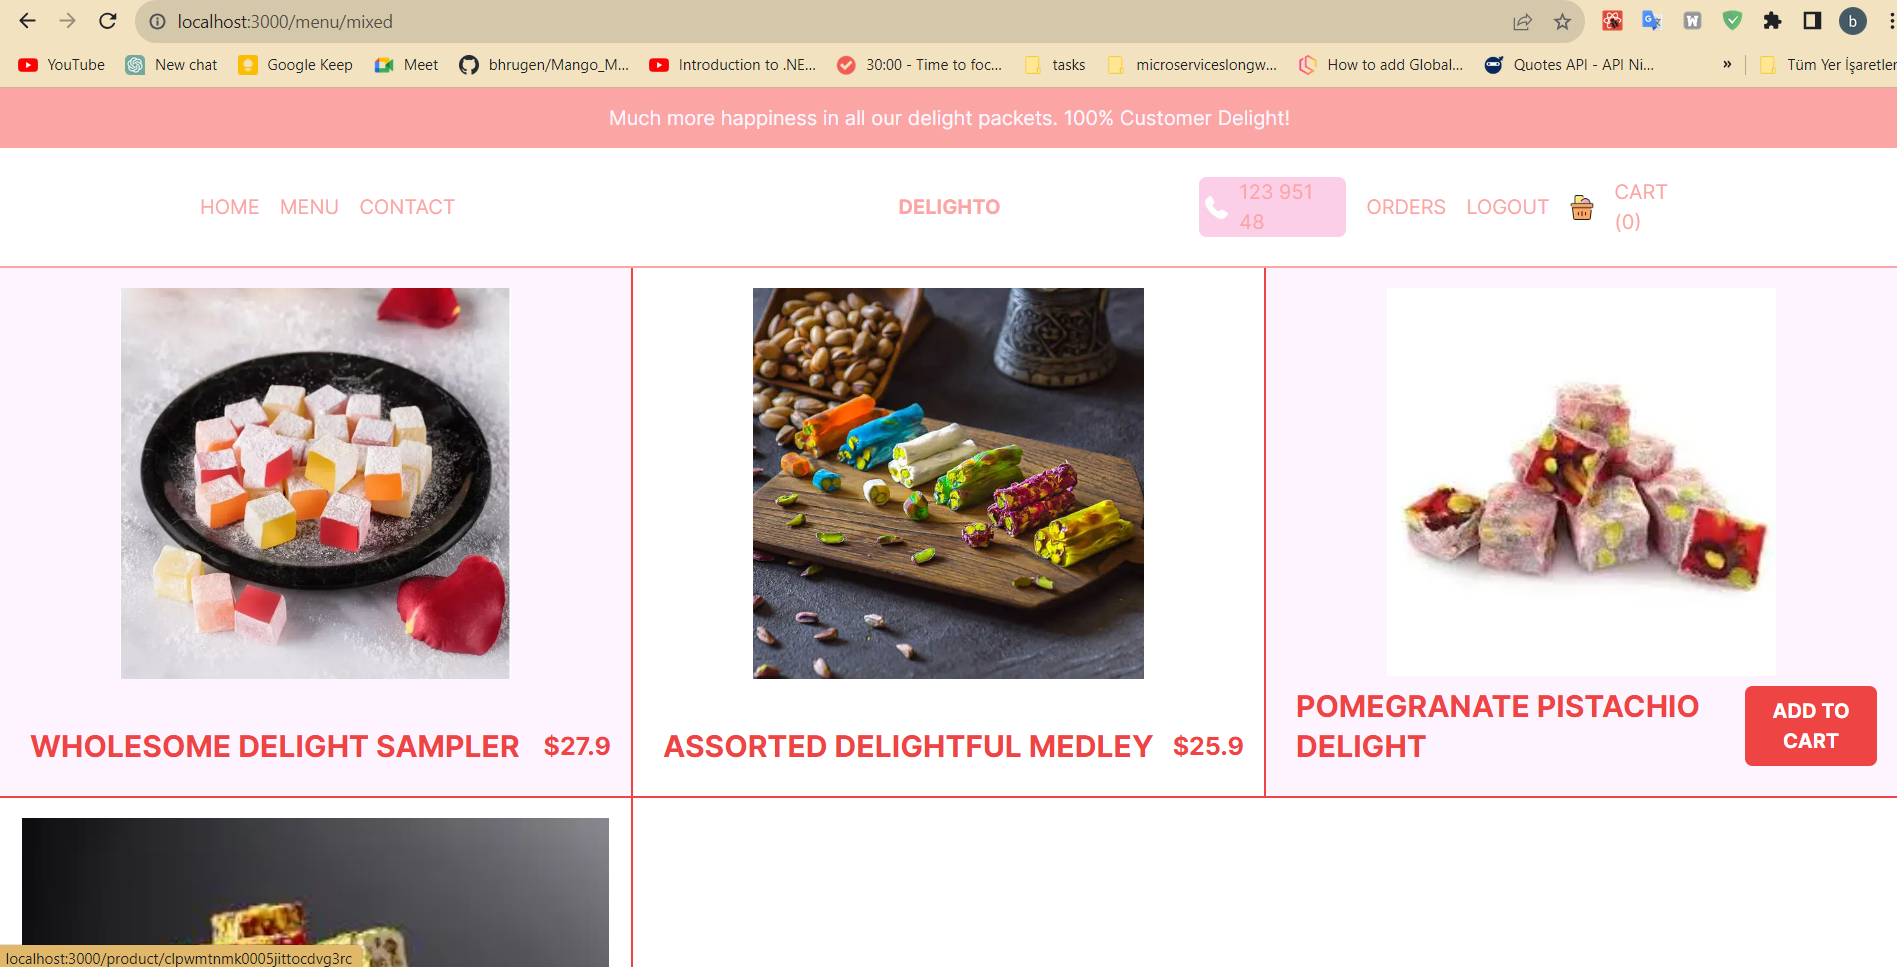 localhost:3000/menu/mixed
b
YouTube
New chat
Google Keep
Meet
bhrugen/Mango_M...
Introduction to .NE...
30:00 - Time to foc...
tasks
microserviceslongw...
How to add Global...
Quotes API - API Ni...
»
Tüm Yer İşaretler
Much more happiness in all our delight packets. 100% Customer Delight!
HOME
MENU
CONTACT
DELIGHTO
123 951
48
ORDERS
LOGOUT
CART
(0)
WHOLESOME DELIGHT SAMPLER
$27.9
ASSORTED DELIGHTFUL MEDLEY
$25.9
POMEGRANATE PISTACHIO
DELIGHT
ADD TO
CART
localhost:3000/product/clpwmtnmk0005jittocdvg3rc